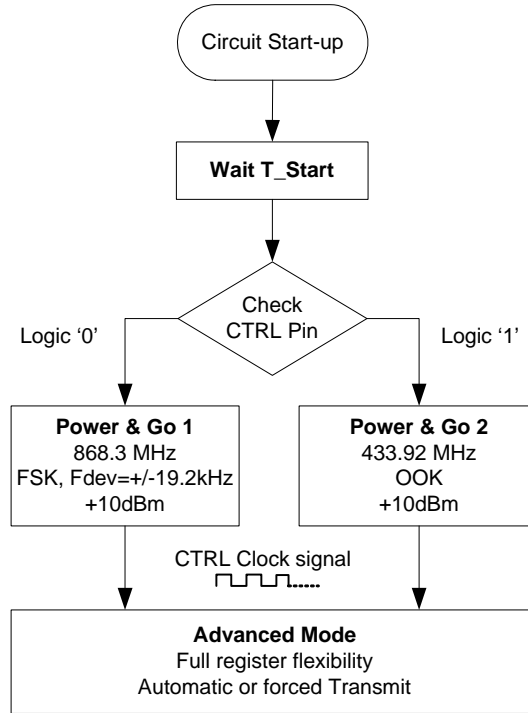 Circuit Start-up
Wait T_Start
Check
CTRL Pin
Logic ‘0’
Logic ‘1’
Power & Go 1
868.3 MHz
FSK, Fdev=+/-19.2kHz
+10dBm
Power & Go 2
433.92 MHz
OOK
+10dBm
CTRL Clock signal
Advanced Mode
Full register flexibility
Automatic or forced Transmit